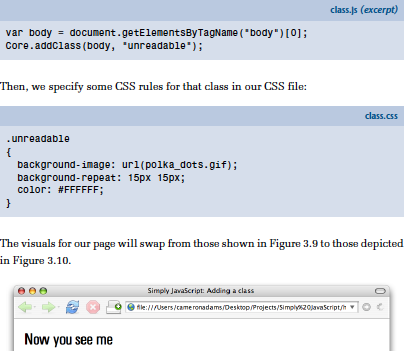 class.js (excerpt)
var body = document.getElementsByTagName("body")[0];
Core.addClass(body, "unreadable");
Then, we specify some CSS rules for that class in our CSS file:
class.css
.unreadable
{
background-image: url(polka_dots.gif);
background-repeat: 15px 15px;
color: #FFFFFF;
}
The visuals for our page will swap from those shown in Figure 3.9 to those depicted
in Figure 3.10.
Simply JavaScript: Adding a class
file:///Users/cameronadams/Desktop/Projects/Simply%20JavaScript/h
Now you see me